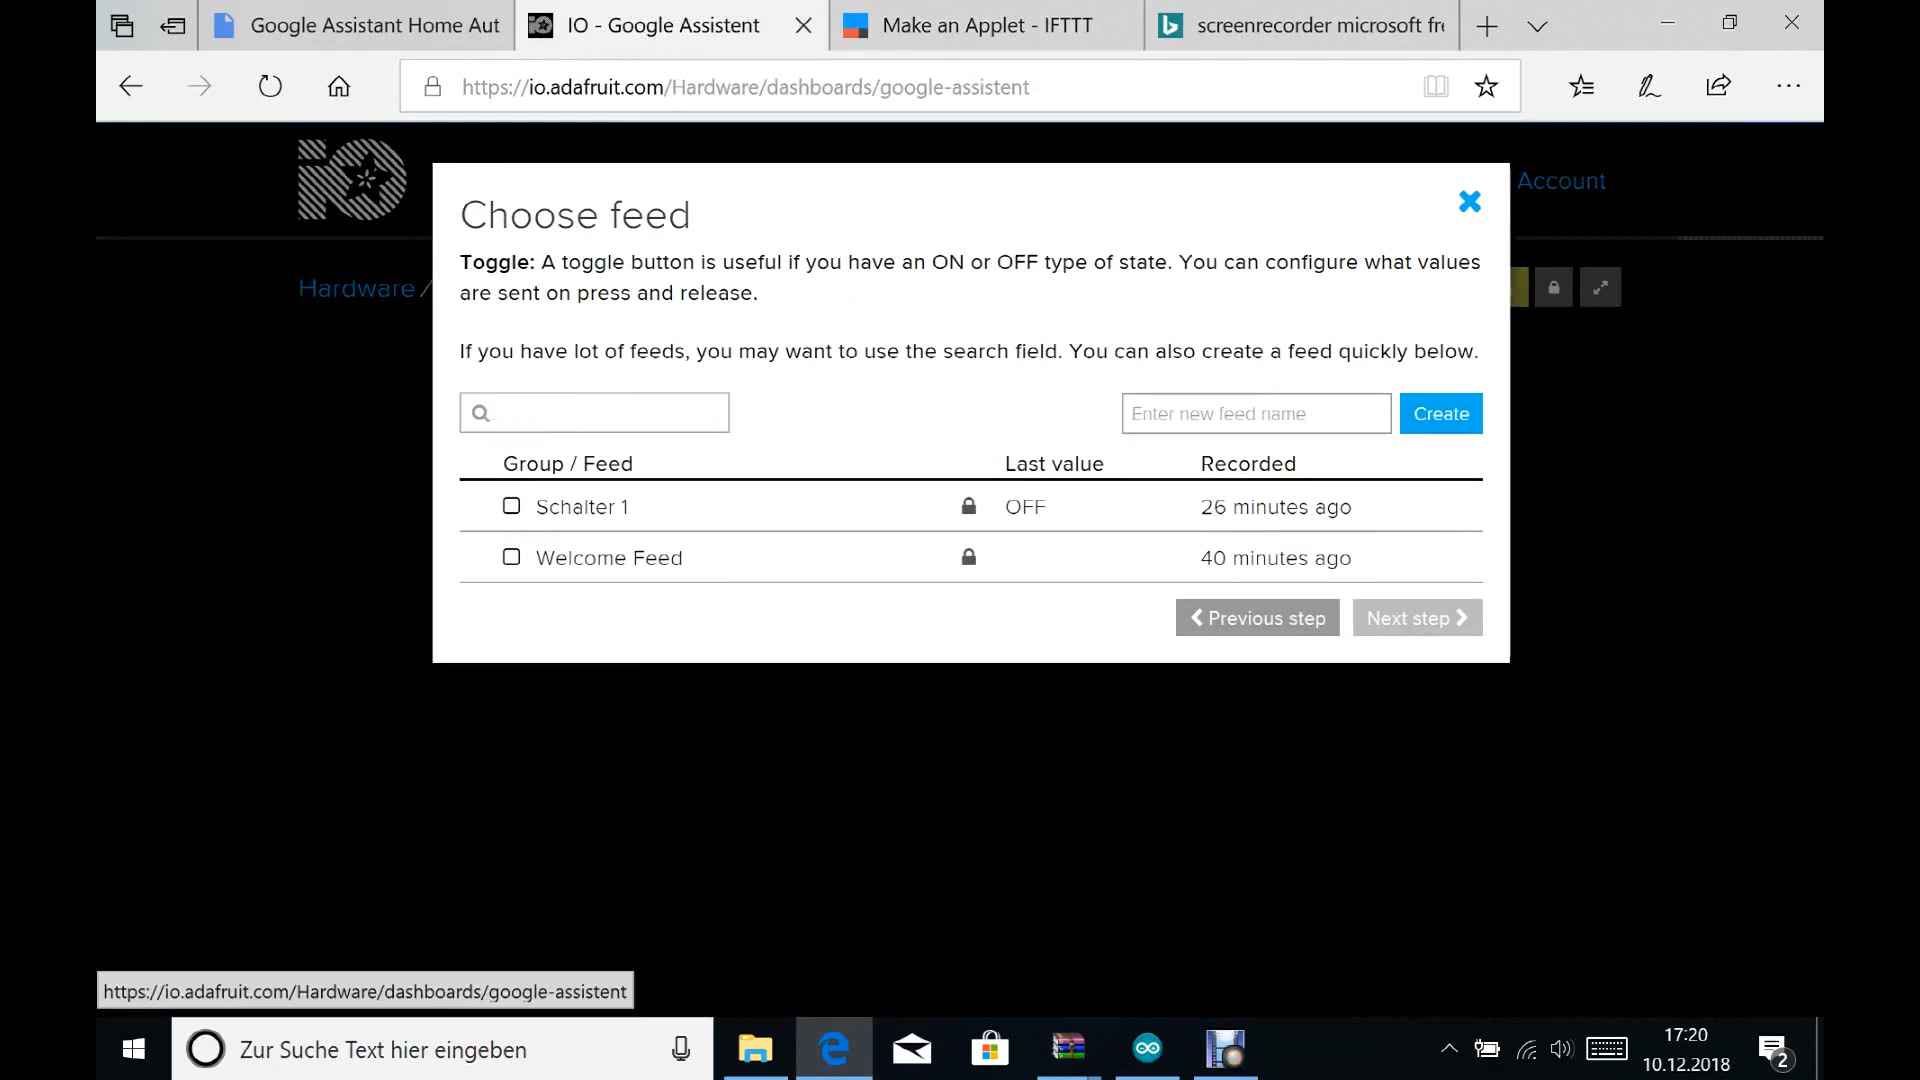 Google Assistant Home Aut
IO - Google Assistent
Make an Applet - IFTTT
screenrecorder microsoft fre
https://io.adafruit.com/Hardware/dashboards/google-assistent
Account
Hardware /
Choose feed
Toggle: A toggle button is useful if you have an ON or OFF type of state. You can configure what values
are sent on press and release.
If you have lot of feeds, you may want to use the search field. You can also create a feed quickly below.
Enter new feed name
Create
Group / Feed Last value Recorded
Schalter 1 OFF 26 minutes ago
Welcome Feed 40 minutes ago
Previous step
Next step
https://io.adafruit.com/Hardware/dashboards/google-assistent
Zur Suche Text hier eingeben
17:20
10.12.2018
2